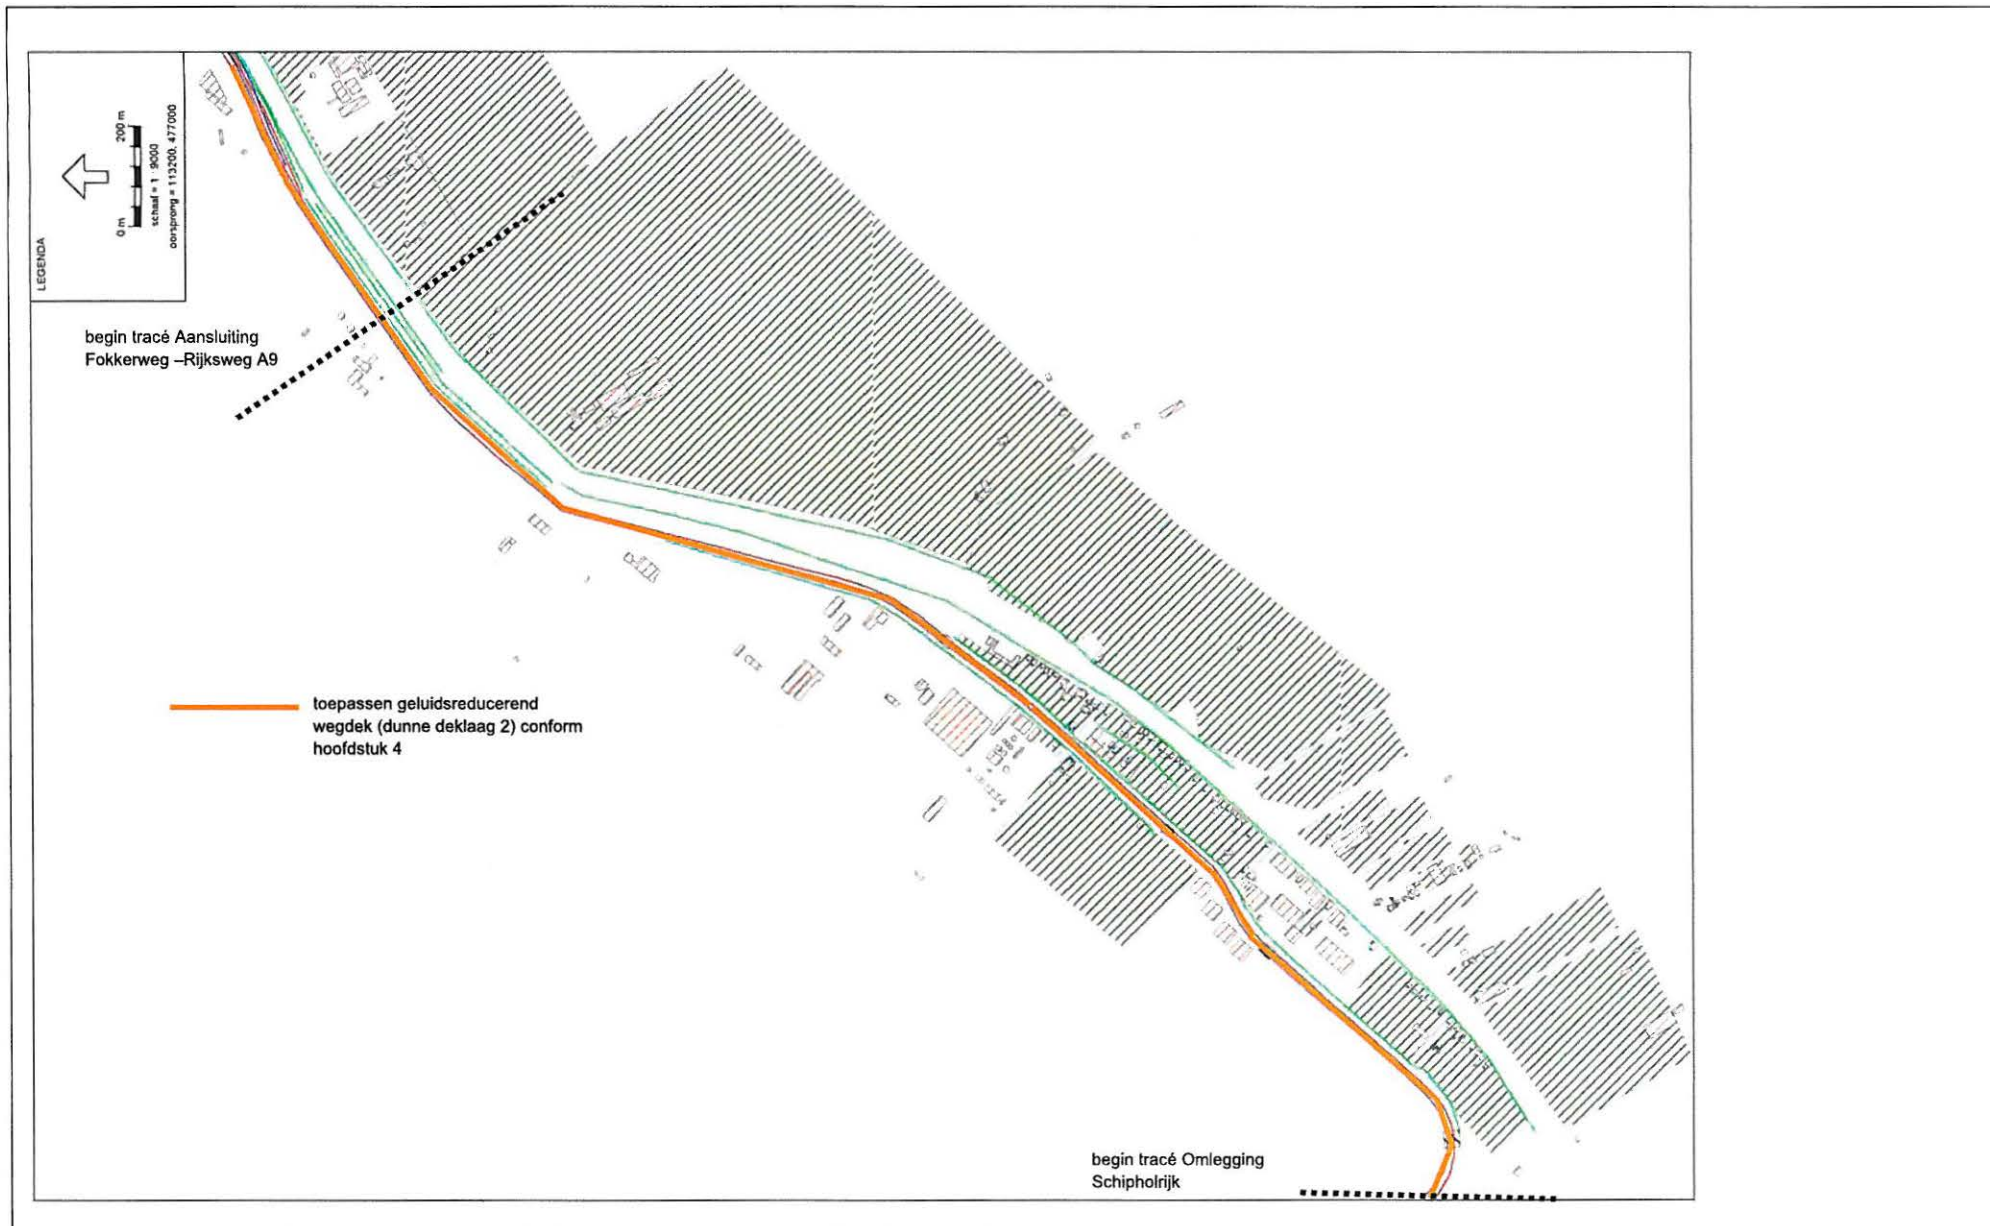 LEGENDA
0 m
200 m
schaal = 1 : 9000
oorsprong = 113200, 477000
begin tracé Aansluiting
Fokkerweg –Rijksweg A9
toepassen geluidsreducerend
wegdek (dunne deklaag 2) conform
hoofdstuk 4
begin tracé Omlegging
Schipholrijk